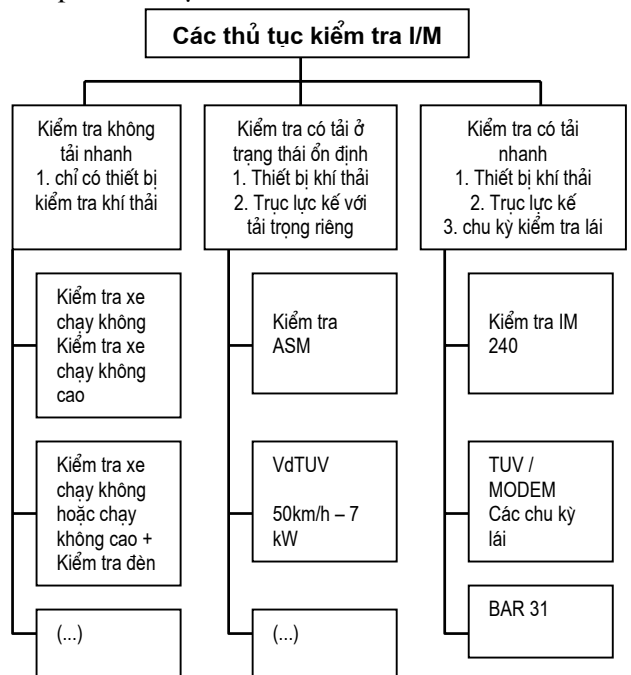 Các thủ tục kiểm tra I/M
Kiểm tra không
tải nhanh
1. chỉ có thiết bị
kiểm tra khí thải
Kiểm tra xe
chạy không
Kiểm tra xe
chạy không
cao
Kiểm tra xe
chạy không
hoặc chạy
không cao +
Kiểm tra đèn
(...)
Kiểm tra có tải ở
trạng thái ổn định
1. Thiết bị khí thải
2. Trục lực kế với
tải trọng riêng
Kiểm tra
ASM
VdTUV
50km/h – 7
kW
(...)
Kiểm tra có tải
nhanh
1. Thiết bị khí thải
2. Trục lực kế
3. chu kỳ kiểm tra lái
Kiểm tra IM
240
TUV /
MODEM
Các chu kỳ
lái
BAR 31